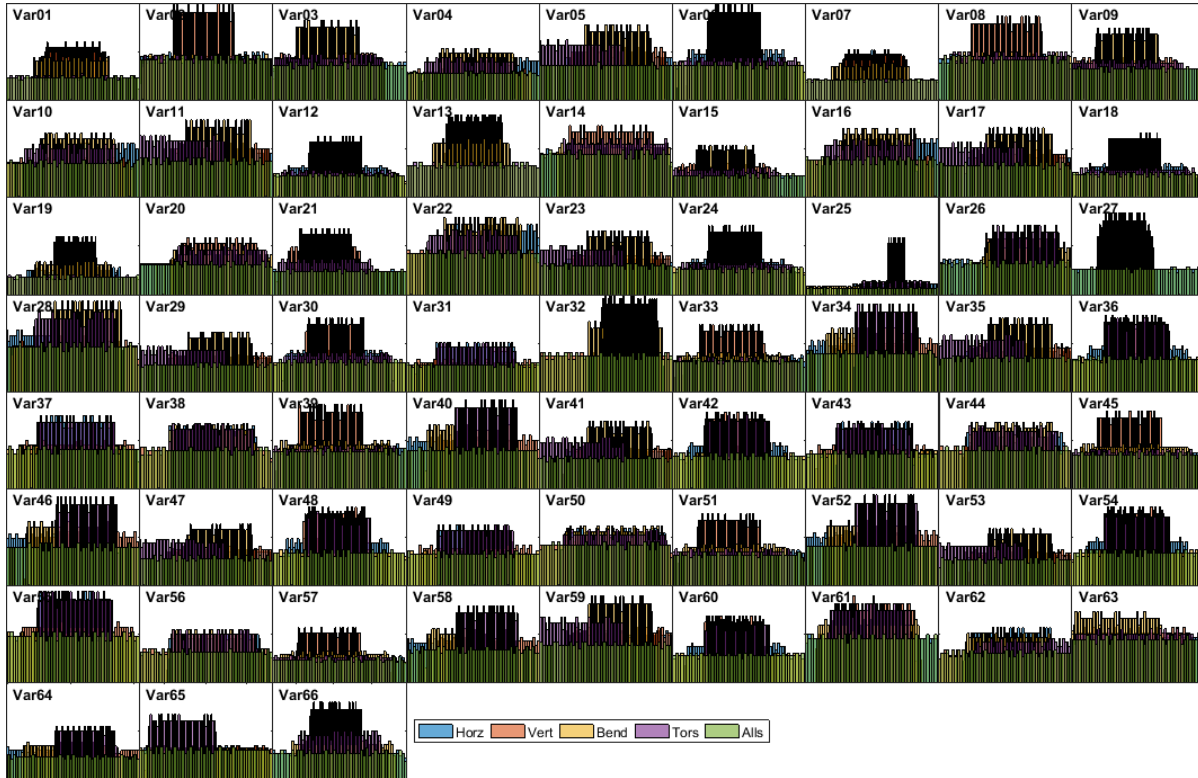 Var01 Var03 Var04 Var05 Var07 Var08 Var09
Var10 Var11 Var12 Var13 Var14 Var15 Var16 Var17 Var18
Var19 Var20 Var21 Var22 Var23 Var24 Var25 Var26 Var27
Var28 Var29 Var30 Var31 Var32 Var33 Var34 Var35 Var36
Var37 Var38 Var39 Var40 Var41 Var42 Var43 Var44 Var45
Var46 Var47 Var48 Var49 Var50 Var51 Var52 Var53 Var54
Var56 Var57 Var58 Var59 Var60 Var61 Var62 Var63
Var64 Var65 Var66
Horz Vert Bend Tors Alls